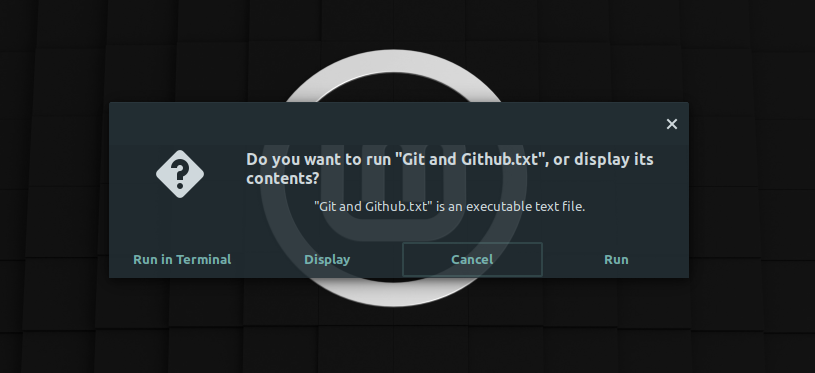 Do you want to run "Git and Github.txt", or display its
contents?
"Git and Github.txt" is an executable text file.
Run in Terminal
Display
Cancel
Run